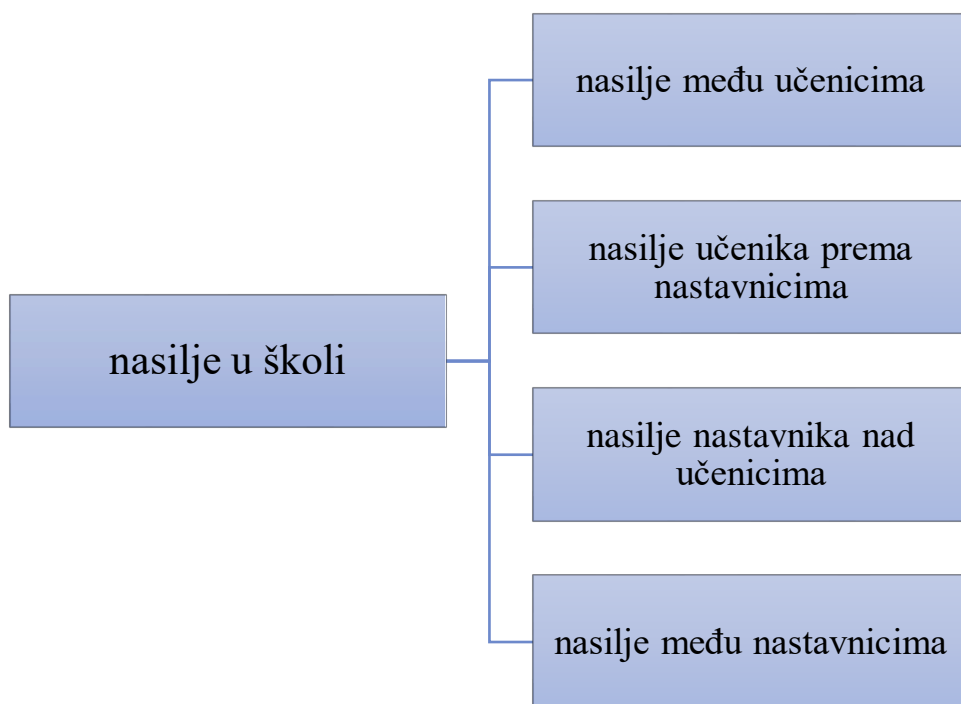 nasilje u školi
nasilje među učenicima
nasilje učenika prema
nastavnicima
nasilje nastavnika nad
učenicima
nasilje među nastavnicima